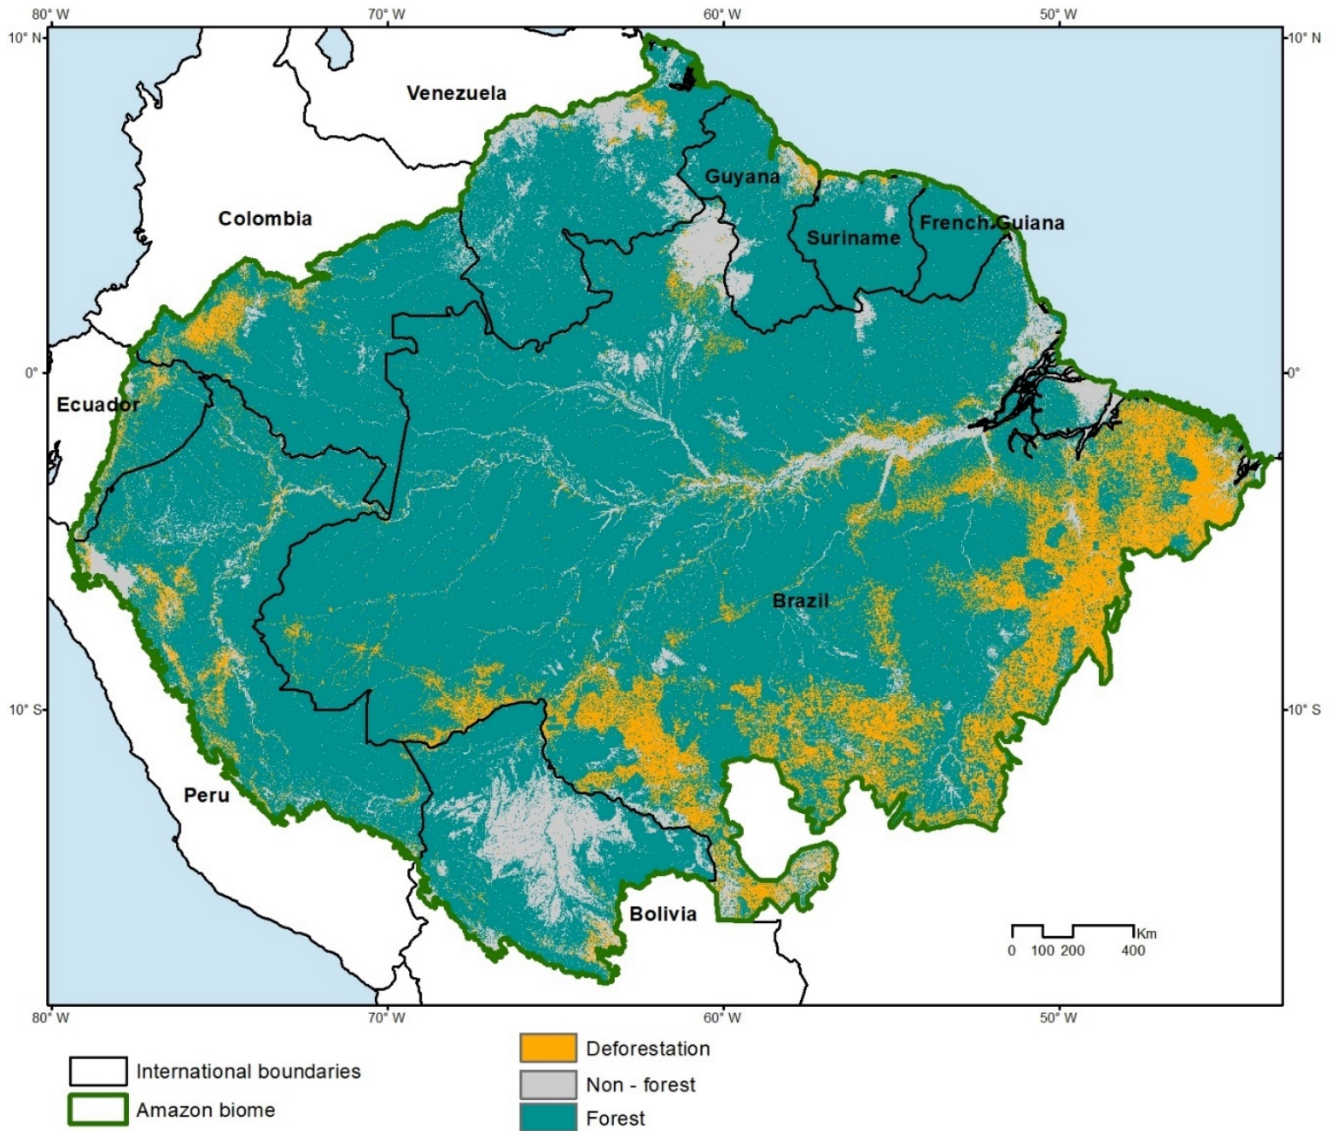 80° W 70° W 60° W 50° W
10° N 10° N
Venezuela
Guyana
Colombia
French Guiana
Suriname
0° 0°
Ecuador
Brazil
10° S 10° S
Peru
Bolivia
Km
0 100 200 400
80° W 70° W 60° W 50° W
International boundaries
Amazon biome
Deforestation
Non - forest
Forest